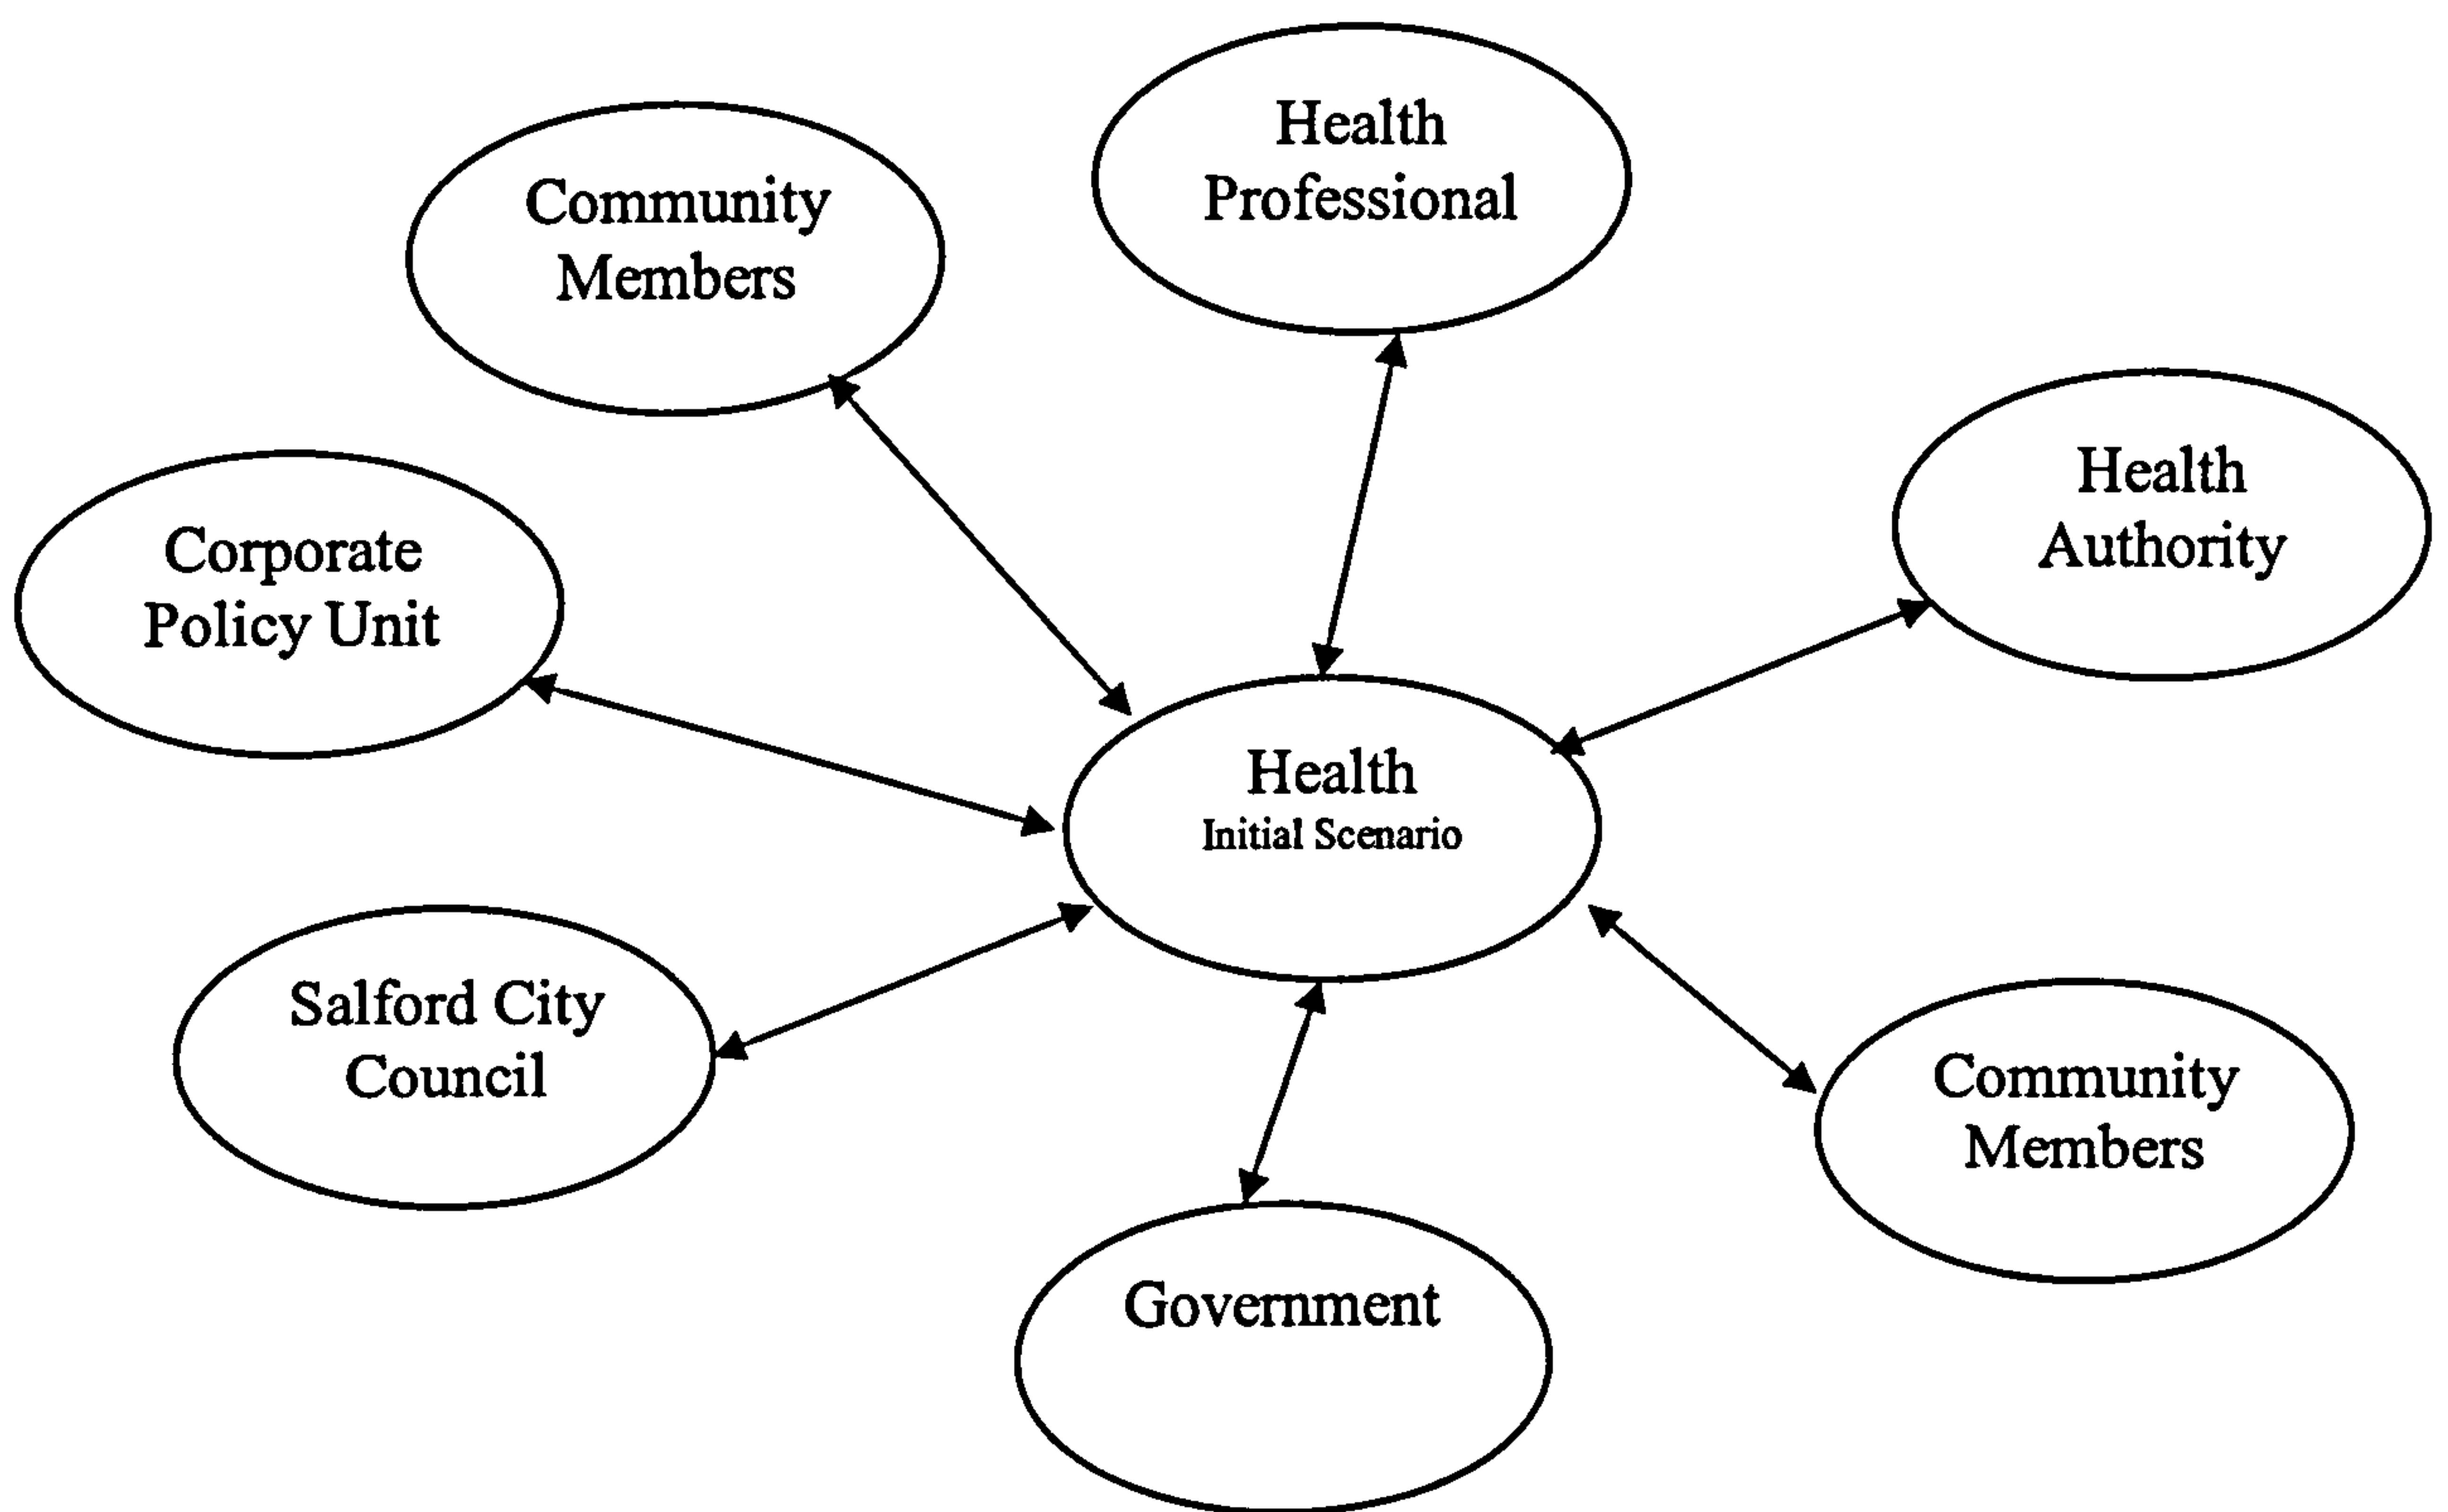 Health
Professional
Community
Members
Health
Authority
Corporate
Policy Unit
Health
Initial Scenario
Salford City
Council
Community
Members
Government